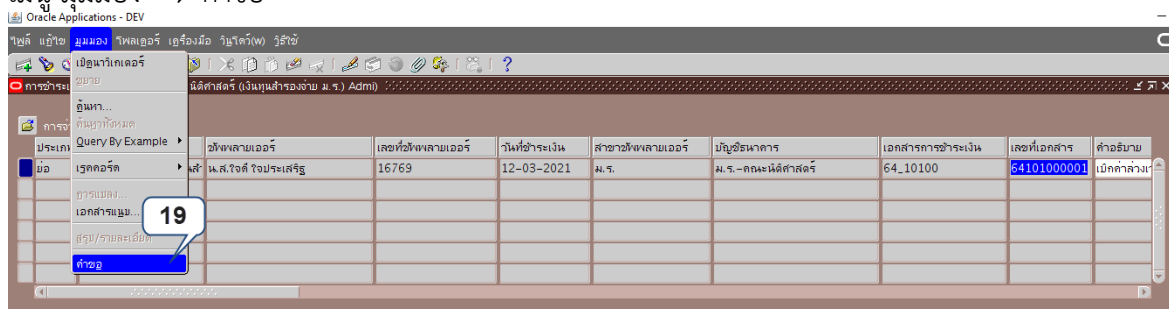 Oracle Applications - DEV
ไฟล์ แก้ไข มุมมอง โฟลเดอร์ เครื่องมือ วินโดว์(W) วิธีใช้
เปิดนาวิเกเตอร์
ขยาย
การชำระเ นิติศาสตร์ (เงินทุนสำรองจ่าย ม.ร.) Admi)
ค้นหา...
ค้นหาทั้งหมด
การจ่
Query By Example
ประเภท ซัพพลายเออร์ เลขที่ซัพพลายเออร์ วันที่ชำระเงิน สาขาซัพพลายเออร์ บัญชีธนาคาร เอกสารการชำระเงิน เลขที่เอกสาร คำอธิบาย
ย่อ เรคคอร์ด น.ส.ใจดี ใจประเสริฐ 16769 12-03-2021 ม.ร. ม.ร.-คณะนิติศาสตร์ 64_10100 64101000001 เบิกค่าล่วงเ
การแปลง...
เอกสารแนบ...
19
สรุป/รายละเอียด
คำขอ